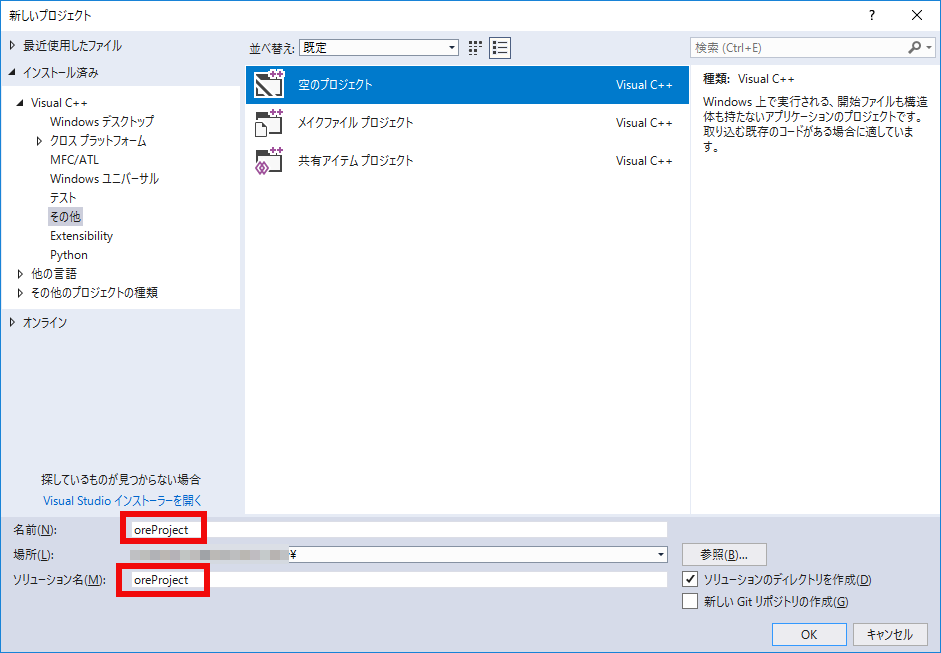 新しいプロジェクト
?
最近使用したファイル
並べ替え: 既定
検索 (Ctrl+E)
インストール済み
Visual C++
Windows デスクトップ
クロス プラットフォーム
MFC/ATL
Windows ユニバーサル
テスト
その他
Extensibility
Python
他の言語
その他のプロジェクトの種類
オンライン
探しているものが見つからない場合
Visual Studio インストーラーを開く
空のプロジェクト Visual C++
メイクファイル プロジェクト Visual C++
共有アイテム プロジェクト Visual C++
種類: Visual C++
Windows 上で実行される、開始ファイルも構造
体も持たないアプリケーションのプロジェクトです。
取り込む既存のコードがある場合に適していま
す。
名前(N): oreProject
場所(L): ¥ 参照(B)...
ソリューション名(M): oreProject
ソリューションのディレクトリを作成(D)
新しい Git リポジトリの作成(G)
OK キャンセル